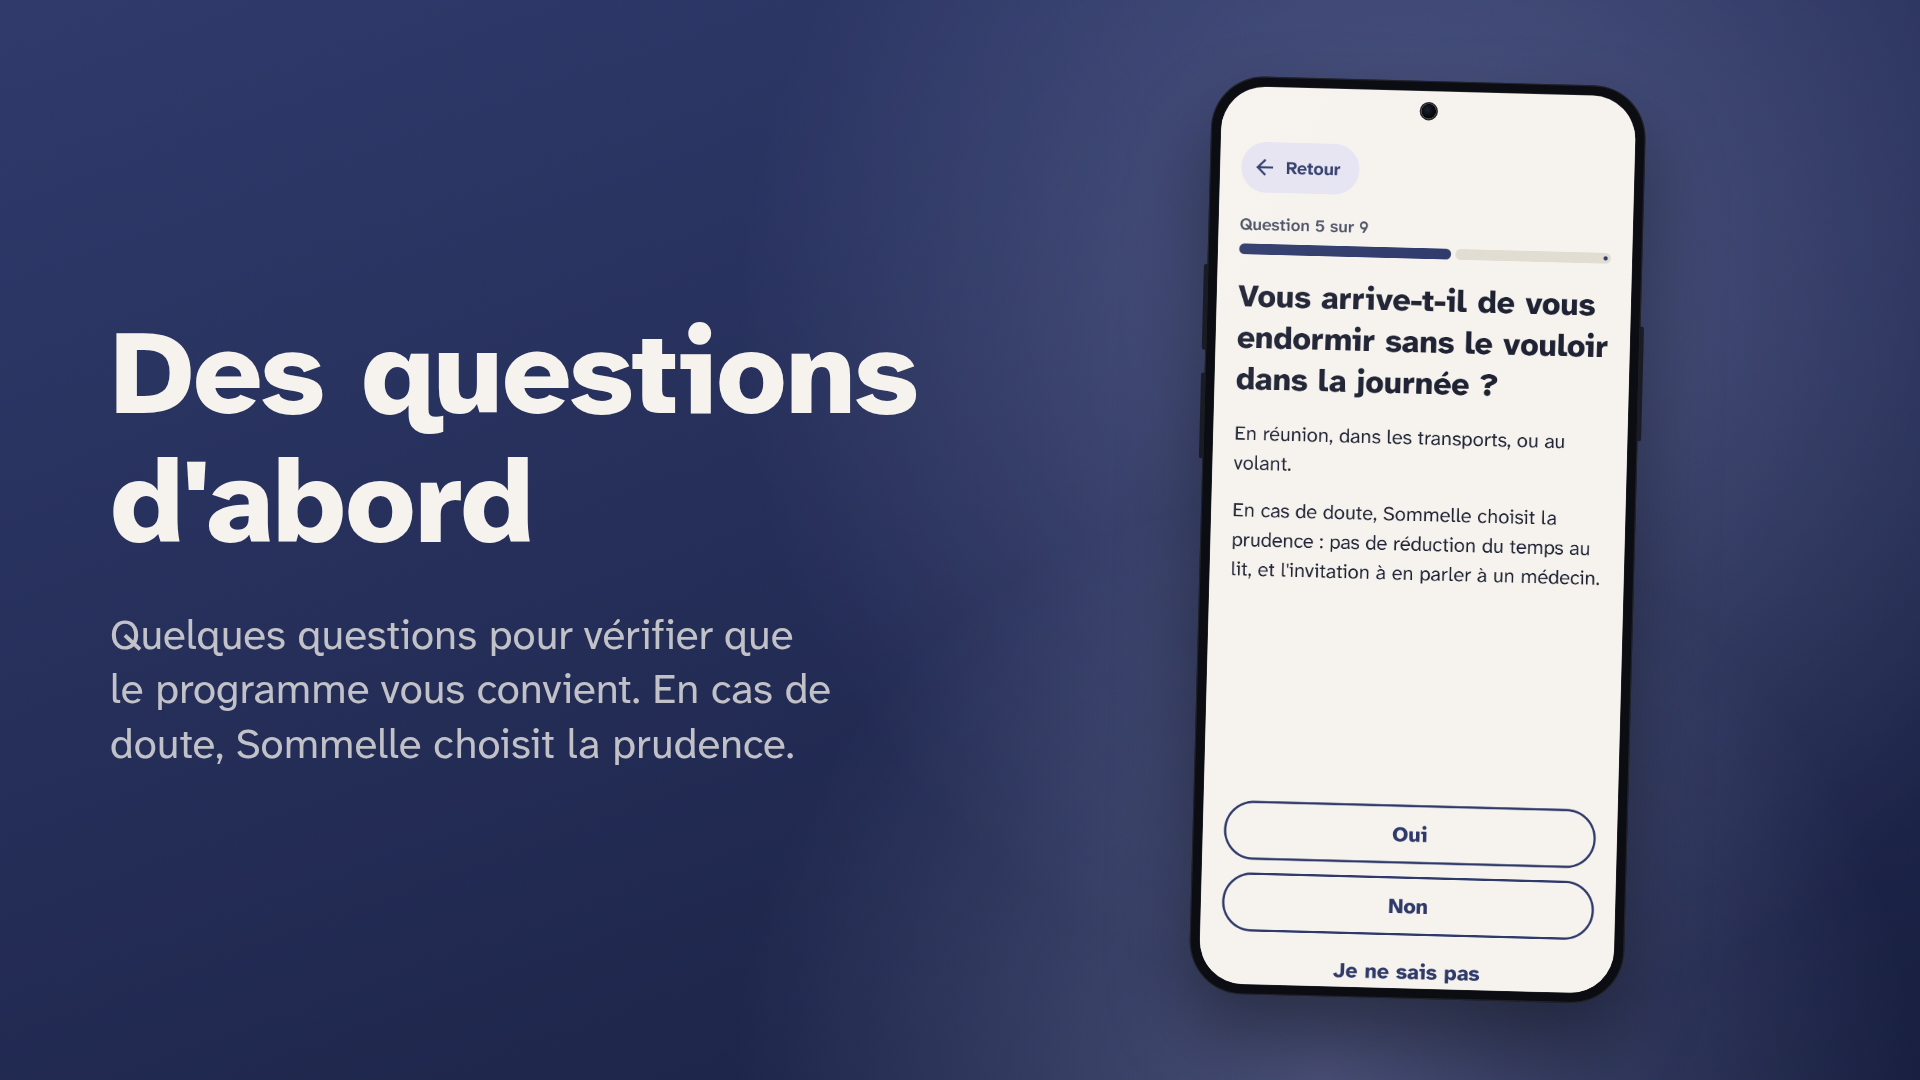 Des questions
d'abord
Quelques questions pour vérifier que
le programme vous convient. En cas de
doute, Sommelle choisit la prudence.
Retour
Question 5 sur 9
Vous arrive-t-il de vous
endormir sans le vouloir
dans la journée ?
En réunion, dans les transports, ou au
volant.
En cas de doute, Sommelle choisit la
prudence : pas de réduction du temps au
lit, et l'invitation à en parler à un médecin.
Oui
Non
Je ne sais pas